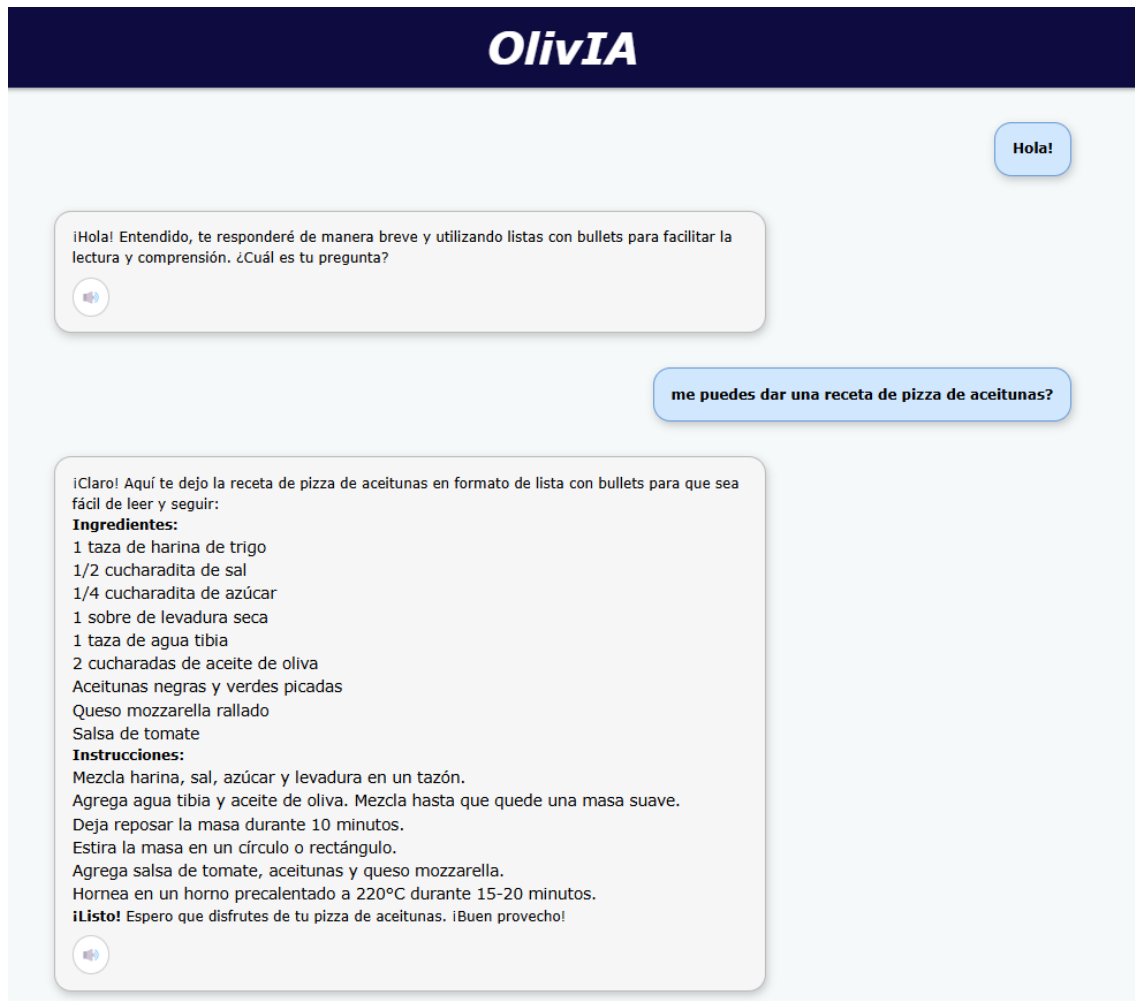 OlivIA
Hola!
¡Hola! Entendido, te responderé de manera breve y utilizando listas con bullets para facilitar la
lectura y comprensión. ¿Cuál es tu pregunta?
me puedes dar una receta de pizza de aceitunas?
¡Claro! Aquí te dejo la receta de pizza de aceitunas en formato de lista con bullets para que sea
fácil de leer y seguir:
Ingredientes:
1 taza de harina de trigo
1/2 cucharadita de sal
1/4 cucharadita de azúcar
1 sobre de levadura seca
1 taza de agua tibia
2 cucharadas de aceite de oliva
Aceitunas negras y verdes picadas
Queso mozzarella rallado
Salsa de tomate
Instrucciones:
Mezcla harina, sal, azúcar y levadura en un tazón.
Agrega agua tibia y aceite de oliva. Mezcla hasta que quede una masa suave.
Deja reposar la masa durante 10 minutos.
Estira la masa en un círculo o rectángulo.
Agrega salsa de tomate, aceitunas y queso mozzarella.
Hornea en un horno precalentado a 220°C durante 15-20 minutos.
¡Listo! Espero que disfrutes de tu pizza de aceitunas. ¡Buen provecho!